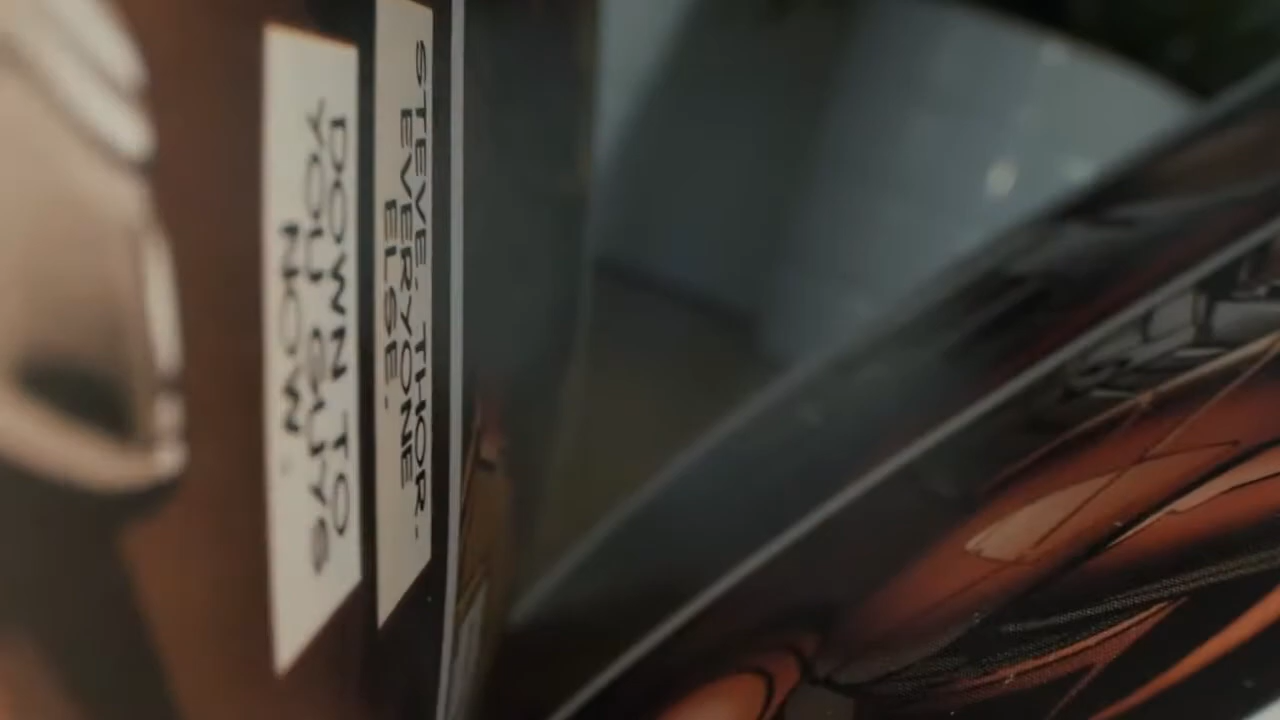 STEVE. THOR.
EVERYONE
ELSE.
DOWN TO
YOU GUYS
NOW.